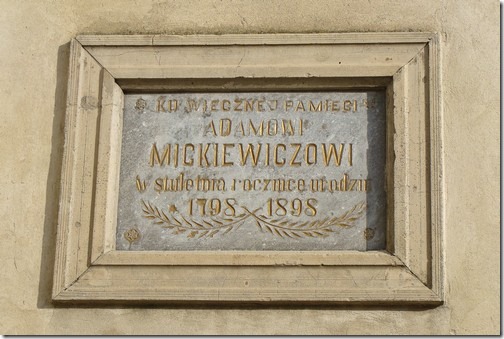 KU WIECZNEJ PAMIĘCI
ADAMOWI
MICKIEWICZOWI
w stuletnią rocznicę urodzin
* 1798 1898